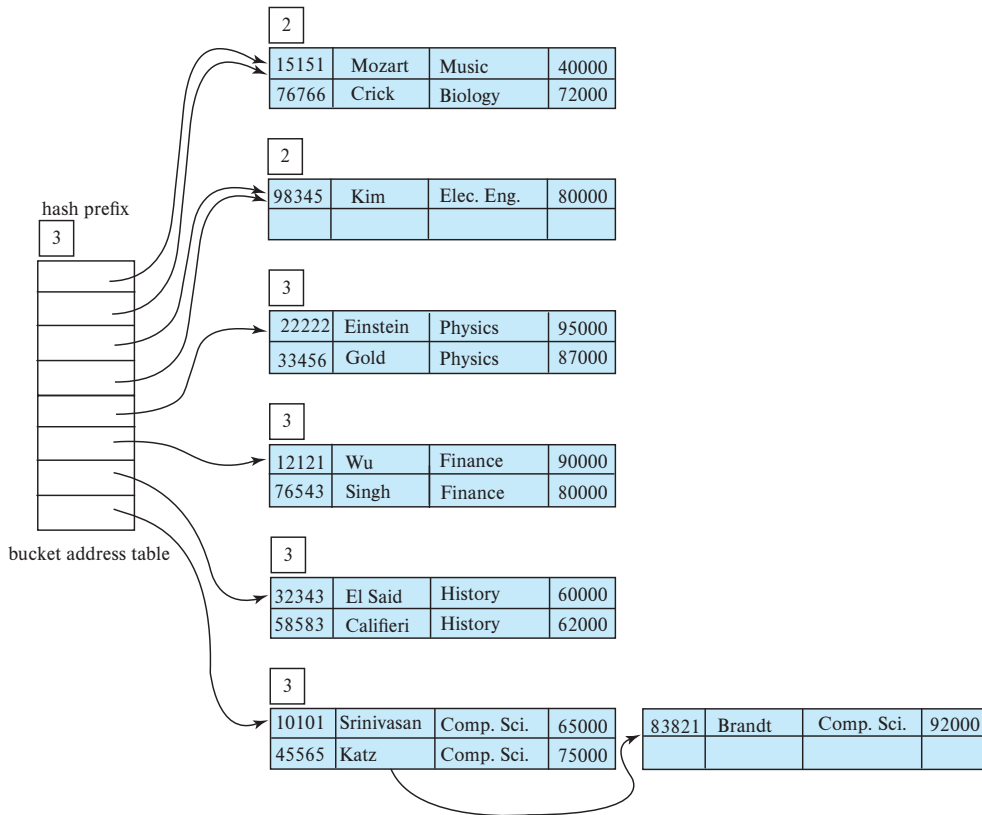 2
15151 Mozart Music 40000
76766 Crick Biology 72000
2
98345 Kim Elec. Eng. 80000
hash prefix
3
3
22222 Einstein Physics 95000
33456 Gold Physics 87000
3
12121 Wu Finance 90000
76543 Singh Finance 80000
bucket address table
3
32343 El Said History 60000
58583 Califieri History 62000
3
10101 Srinivasan Comp. Sci. 65000
45565 Katz Comp. Sci. 75000
83821 Brandt Comp. Sci. 92000